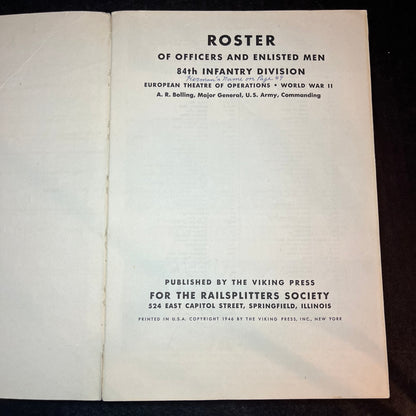 ROSTER
OF OFFICERS AND ENLISTED MEN
84th INFANTRY DIVISION
Herman's Name on Page 47
EUROPEAN THEATRE OF OPERATIONS • WORLD WAR II
A. R. Bolling, Major General, U.S. Army, Commanding
PUBLISHED BY THE VIKING PRESS
FOR THE RAILSPLITTERS SOCIETY
524 EAST CAPITOL STREET, SPRINGFIELD, ILLINOIS
PRINTED IN U.S.A. COPYRIGHT 1946 BY THE VIKING PRESS, INC., NEW YORK